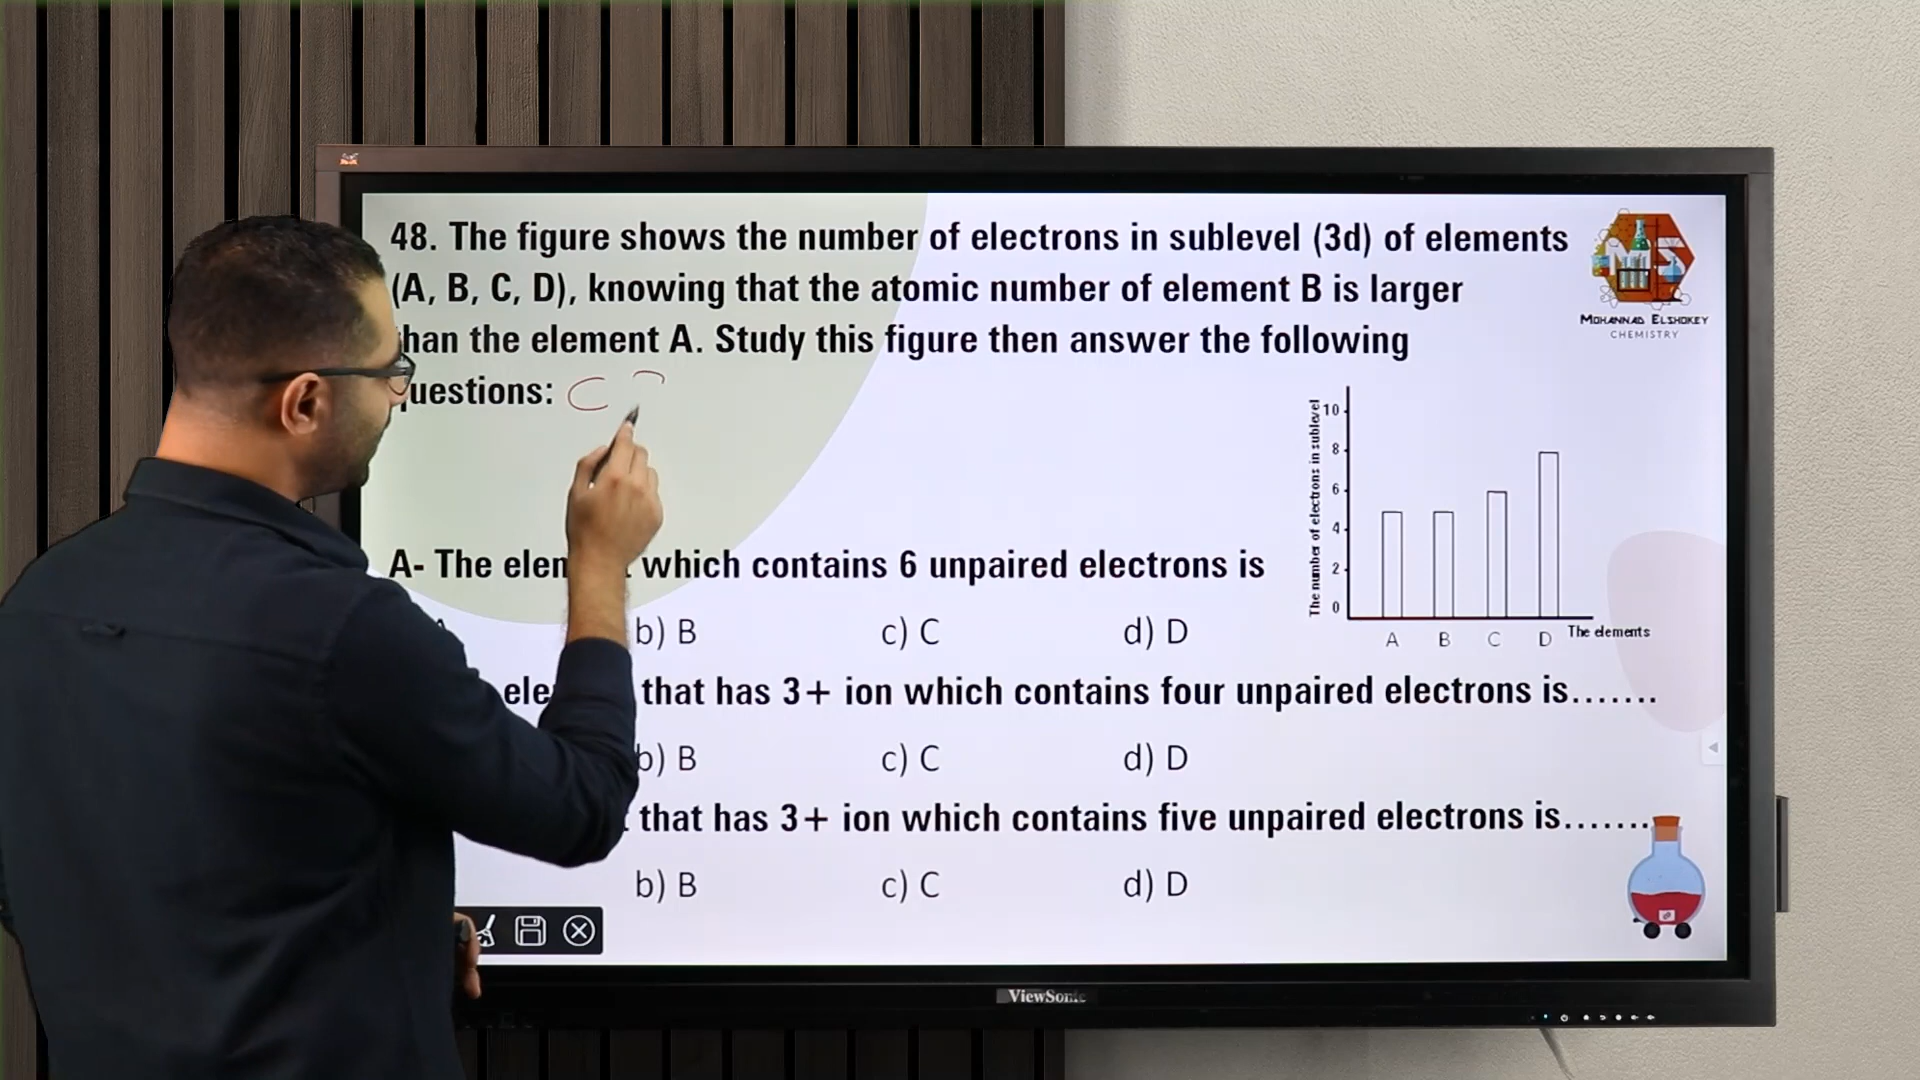 48. The figure shows the number of electrons in sublevel (3d) of elements
(A, B, C, D), knowing that the atomic number of element B is larger
than the element A. Study this figure then answer the following
questions: C
MOHANNAD ELSHOKEY
CHEMISTRY
The number of electrons in sublevel
10
8
6
4
2
0
A B C D The elements
A- The element which contains 6 unpaired electrons is
b) B c) C d) D
that has 3+ ion which contains four unpaired electrons is.......
b) B c) C d) D
that has 3+ ion which contains five unpaired electrons is.......
b) B c) C d) D
ViewSonic